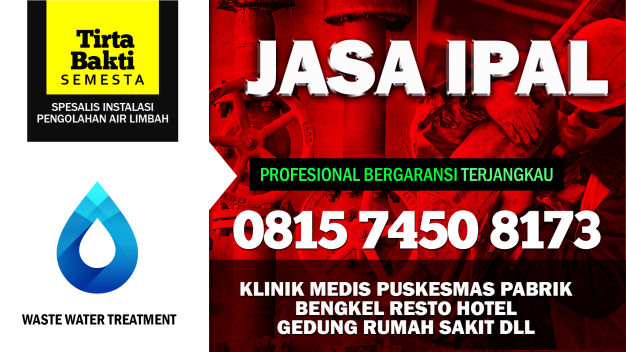 Tirta
Bakti
SEMESTA
SPESALIS INSTALASI
PENGOLAHAN AIR LIMBAH
WASTE WATER TREATMENT
JASA IPAL
PROFESIONAL BERGARANSI TERJANGKAU
0815 7450 8173
KLINIK MEDIS PUSKESMAS PABRIK
BENGKEL RESTO HOTEL
GEDUNG RUMAH SAKIT DLL